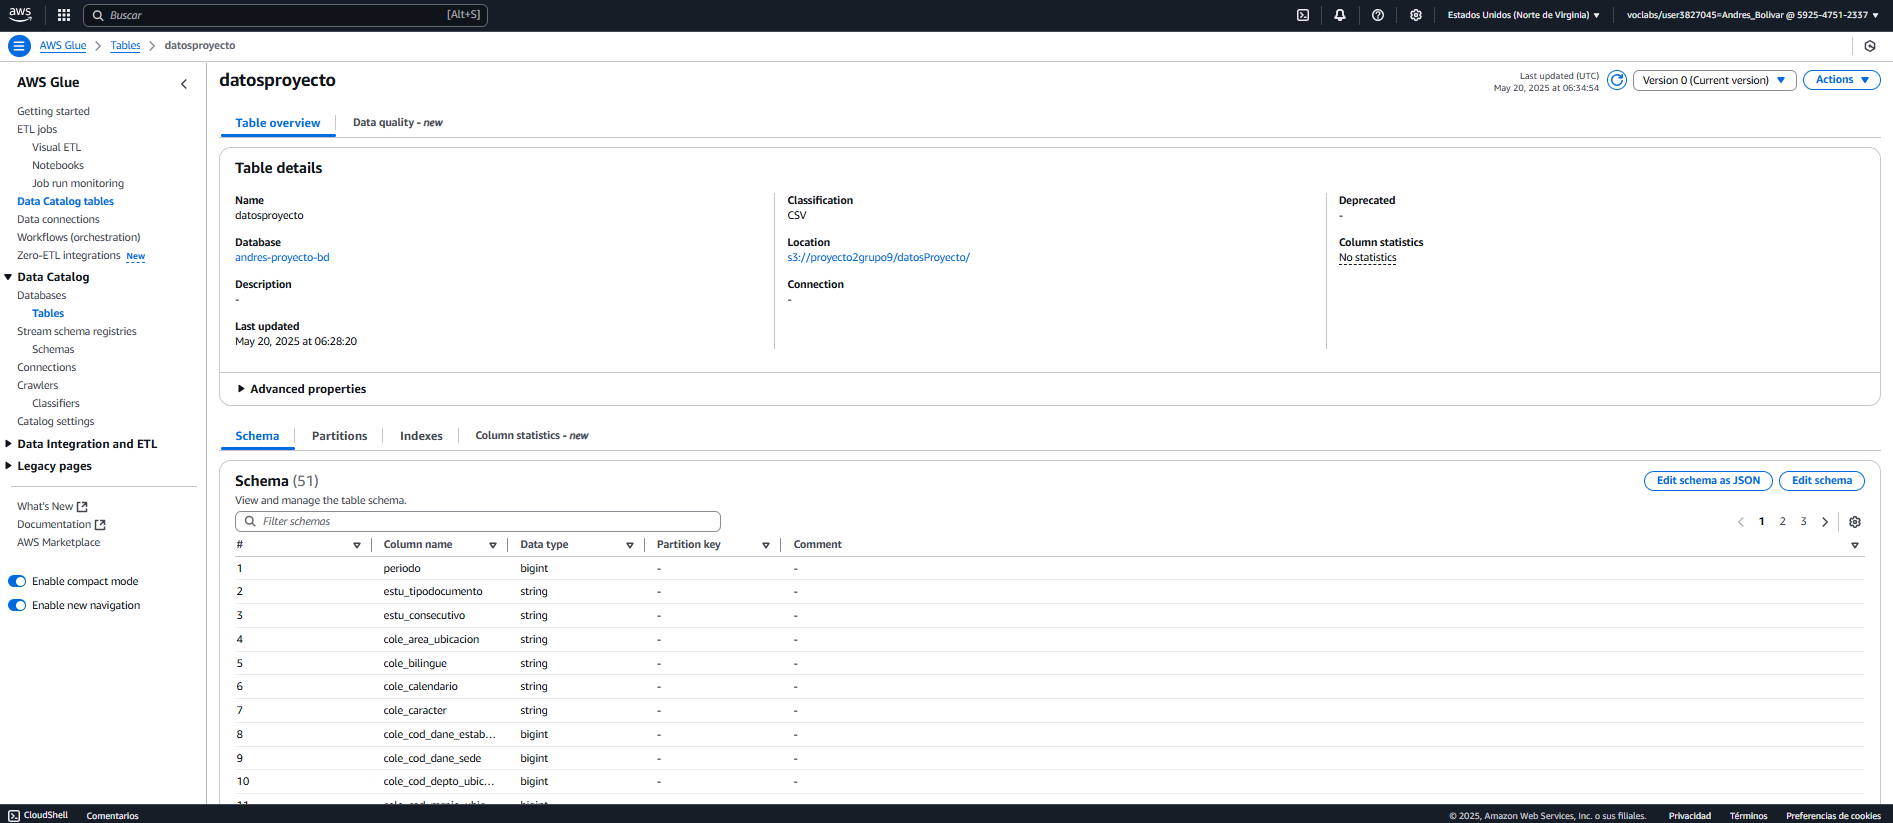 aws Buscar [Alt+S] Estados Unidos (Norte de Virginia) voclabs/user3827045=Andres_Bolivar @ 5925-4751-2337
AWS Glue Tables datosproyecto
AWS Glue
Getting started
ETL jobs
Visual ETL
Notebooks
Job run monitoring
Data Catalog tables
Data connections
Workflows (orchestration)
Zero-ETL integrations New
Data Catalog
Databases
Tables
Stream schema registries
Schemas
Connections
Crawlers
Classifiers
Catalog settings
Data Integration and ETL
Legacy pages
What's New
Documentation
AWS Marketplace
Enable compact mode
Enable new navigation
datosproyecto
Last updated (UTC)
May 20, 2025 at 06:34:54
Version 0 (Current version)
Actions
Table overview Data quality - new
Table details
Name
datosproyecto
Database
andres-proyecto-bd
Description
-
Last updated
May 20, 2025 at 06:28:20
Classification
CSV
Location
s3://proyecto2grupo9/datosProyecto/
Connection
-
Deprecated
-
Column statistics
No statistics
Advanced properties
Schema Partitions Indexes Column statistics - new
Schema (51)
View and manage the table schema.
Edit schema as JSON Edit schema
Filter schemas
1 2 3
# Column name Data type Partition key Comment
1 periodo bigint - -
2 estu_tipodocumento string - -
3 estu_consecutivo string - -
4 cole_area_ubicacion string - -
5 cole_bilingue string - -
6 cole_calendario string - -
7 cole_caracter string - -
8 cole_cod_dane_estab... bigint - -
9 cole_cod_dane_sede bigint - -
10 cole_cod_depto_ubic... bigint - -
CloudShell Comentarios © 2025, Amazon Web Services, Inc. o sus filiales. Privacidad Términos Preferencias de cookies